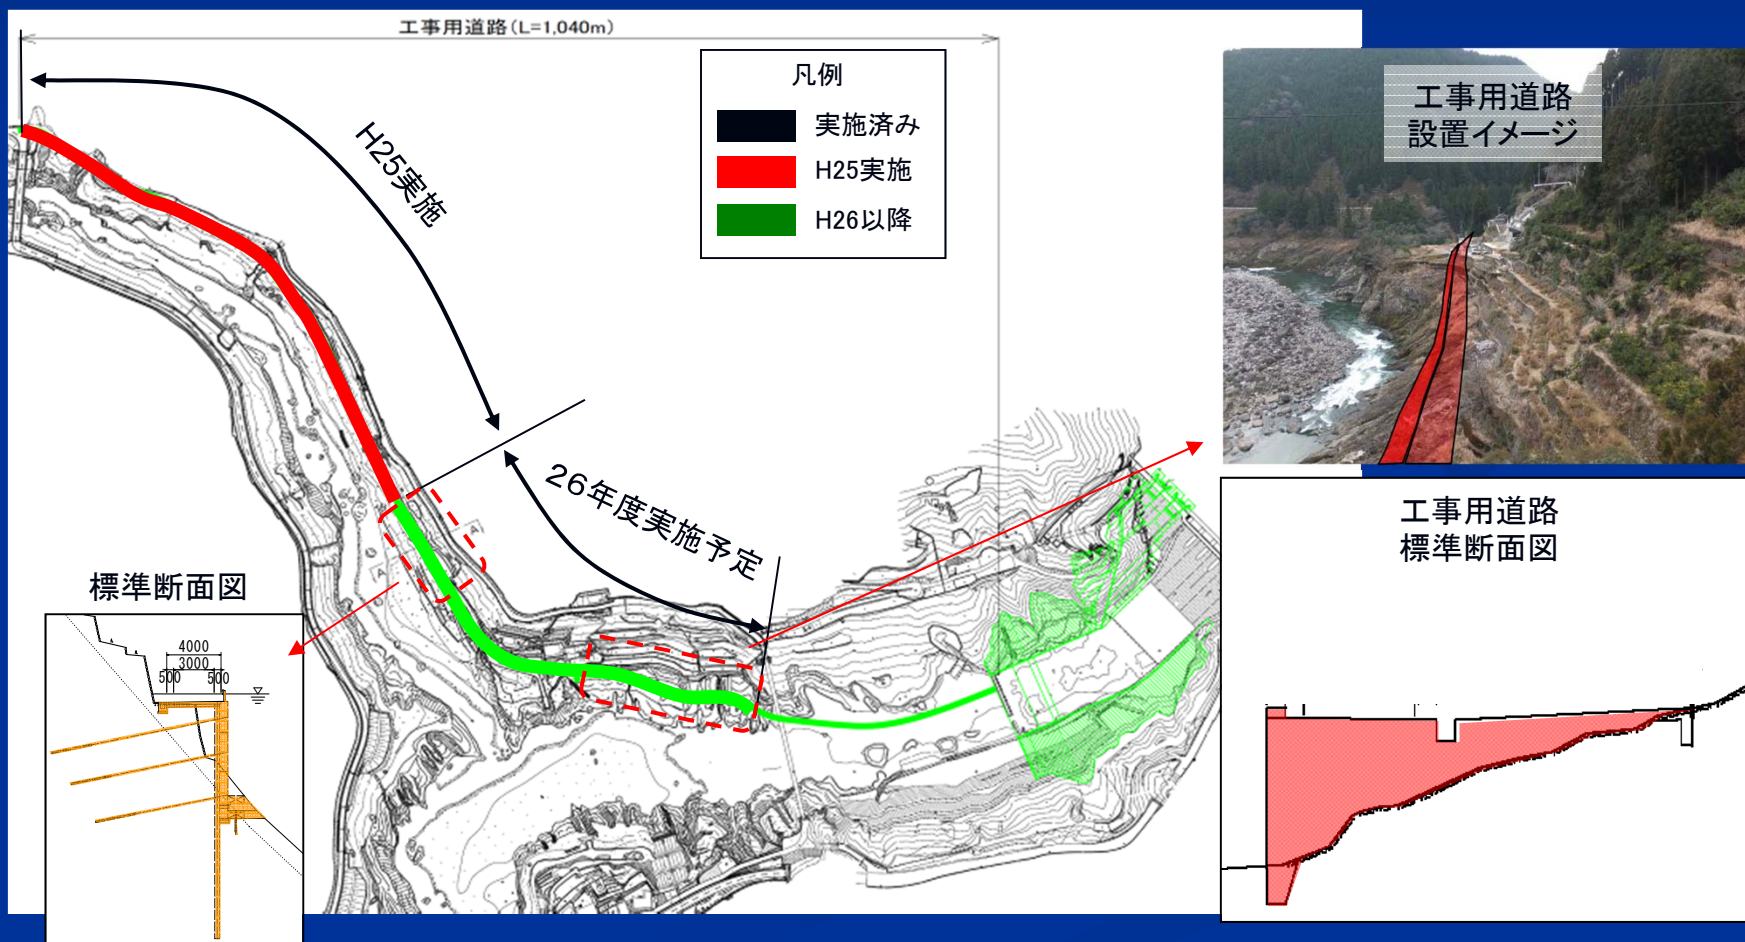 工事用道路（L=1,040m）
凡例
実施済み
H25実施
H26以降
H25実施
26年度実施予定
工事用道路
設置イメージ
標準断面図
4000
3000
500
500
工事用道路
標準断面図
A
A'